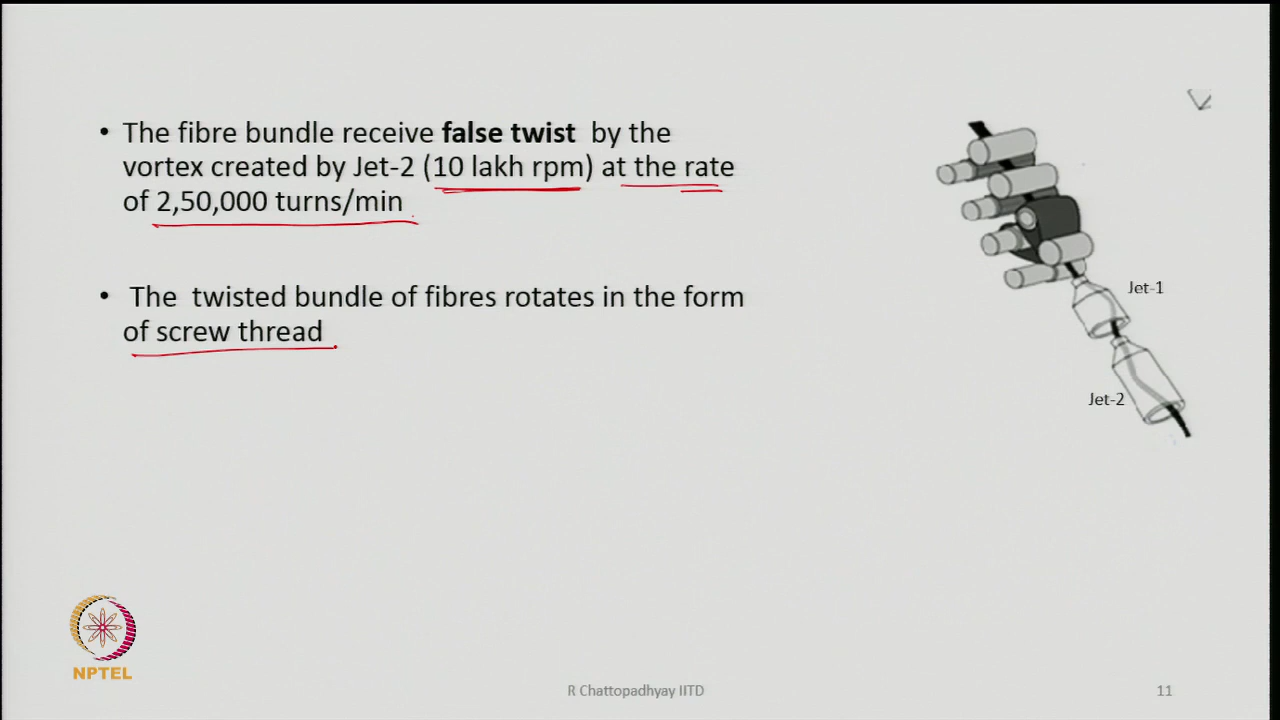 • The fibre bundle receive false twist by the
vortex created by Jet-2 (10 lakh rpm) at the rate
of 2,50,000 turns/min
• The twisted bundle of fibres rotates in the form
of screw thread
Jet-1
Jet-2
NPTEL
R Chattopadhyay IITD
11